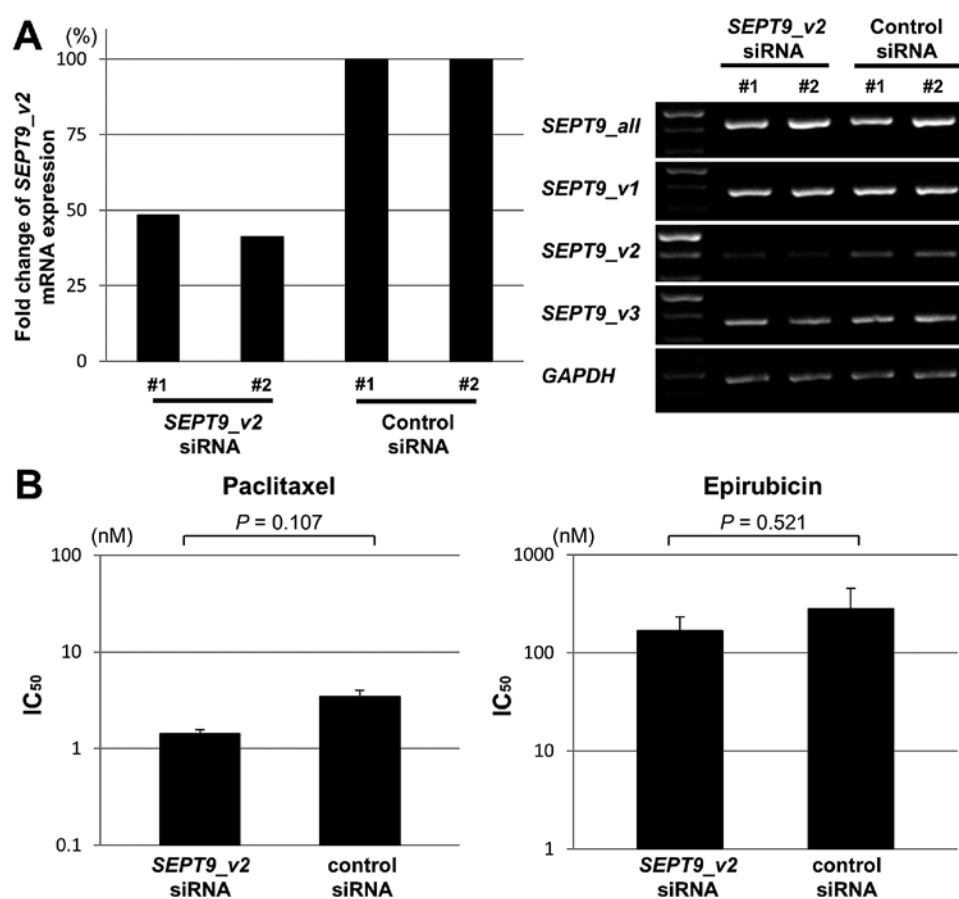 A
(%)
Fold change of SEPT9_v2
mRNA expression
100
75
50
25
0
#1
#2
#1
#2
SEPT9_v2
siRNA
Control
siRNA
SEPT9_v2
siRNA
Control
siRNA
#1
#2
#1
#2
SEPT9_all
SEPT9_v1
SEPT9_v2
SEPT9_v3
GAPDH
B
Paclitaxel
(nM)
P = 0.107
IC50
100
10
1
0.1
SEPT9_v2
siRNA
control
siRNA
Epirubicin
(nM)
P = 0.521
IC50
1000
100
10
1
SEPT9_v2
siRNA
control
siRNA